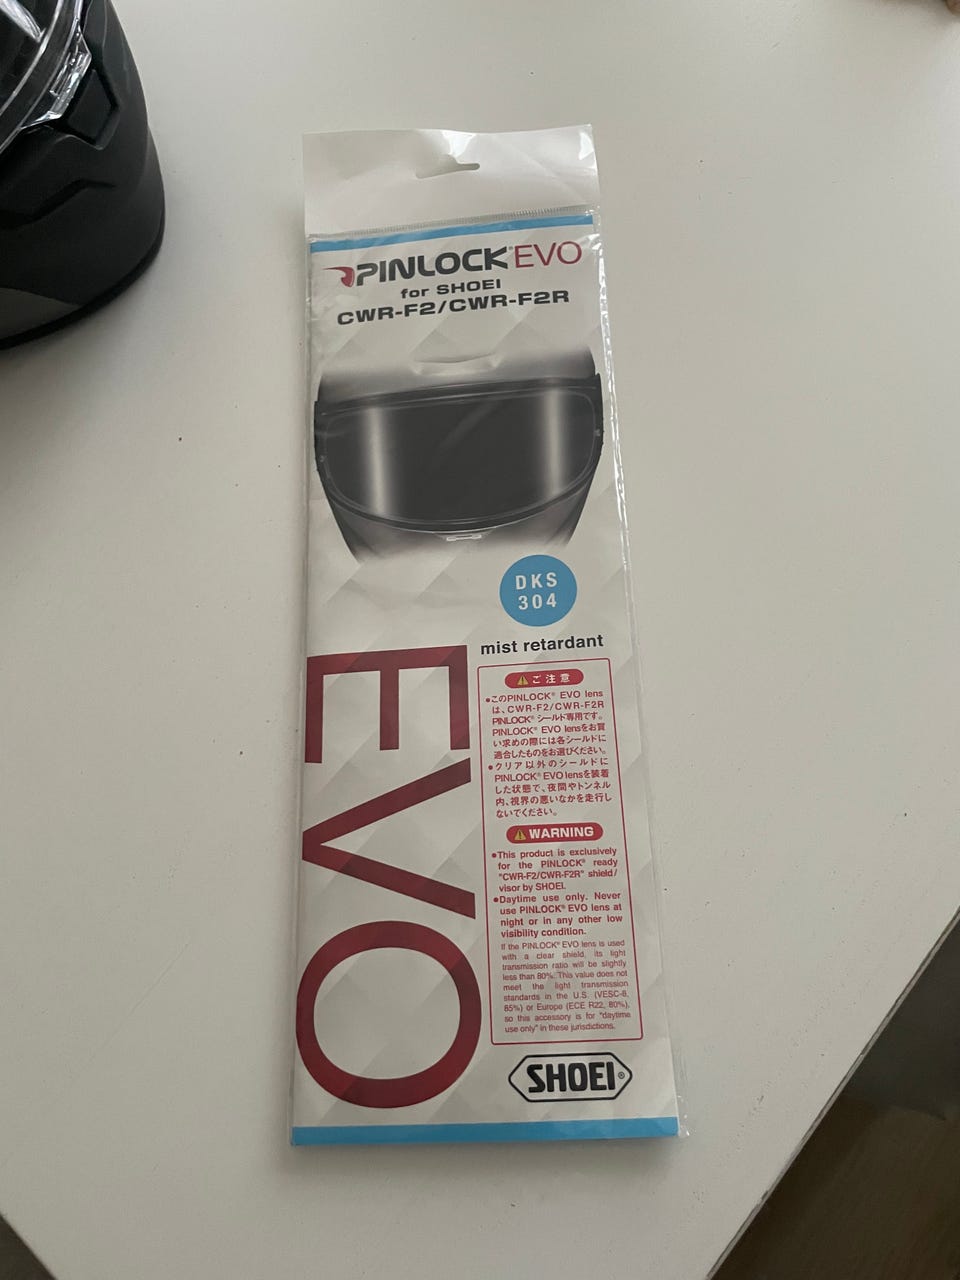 PINLOCK® EVO
for SHOEI
CWR-F2/CWR-F2R
DKS
304
mist retardant
EVO
ご注意
●このPINLOCK® EVO lens
は、CWR-F2/CWR-F2R
PINLOCK® シールド専用です。
PINLOCK® EVO lensをお買
い求めの際には各シールドに
適合したものをお選びください。
●クリア以外のシールドに
PINLOCK® EVO lensを装着
した状態で、夜間やトンネル
内、視界の悪いなかを走行し
ないでください。
WARNING
●This product is exclusively
for the PINLOCK® ready
"CWR-F2/CWR-F2R" shield/
visor by SHOEI.
●Daytime use only. Never
use PINLOCK® EVO lens at
night or in any other low
visibility condition.
If the PINLOCK® EVO lens is used
with a clear shield, its light
transmission ratio will be slightly
less than 80%. This value does not
meet the light transmission
standards in the U.S. (VESC-8,
85%) or Europe (ECE R22, 80%),
so this accessory is for "daytime
use only" in these jurisdictions.
SHOEI®